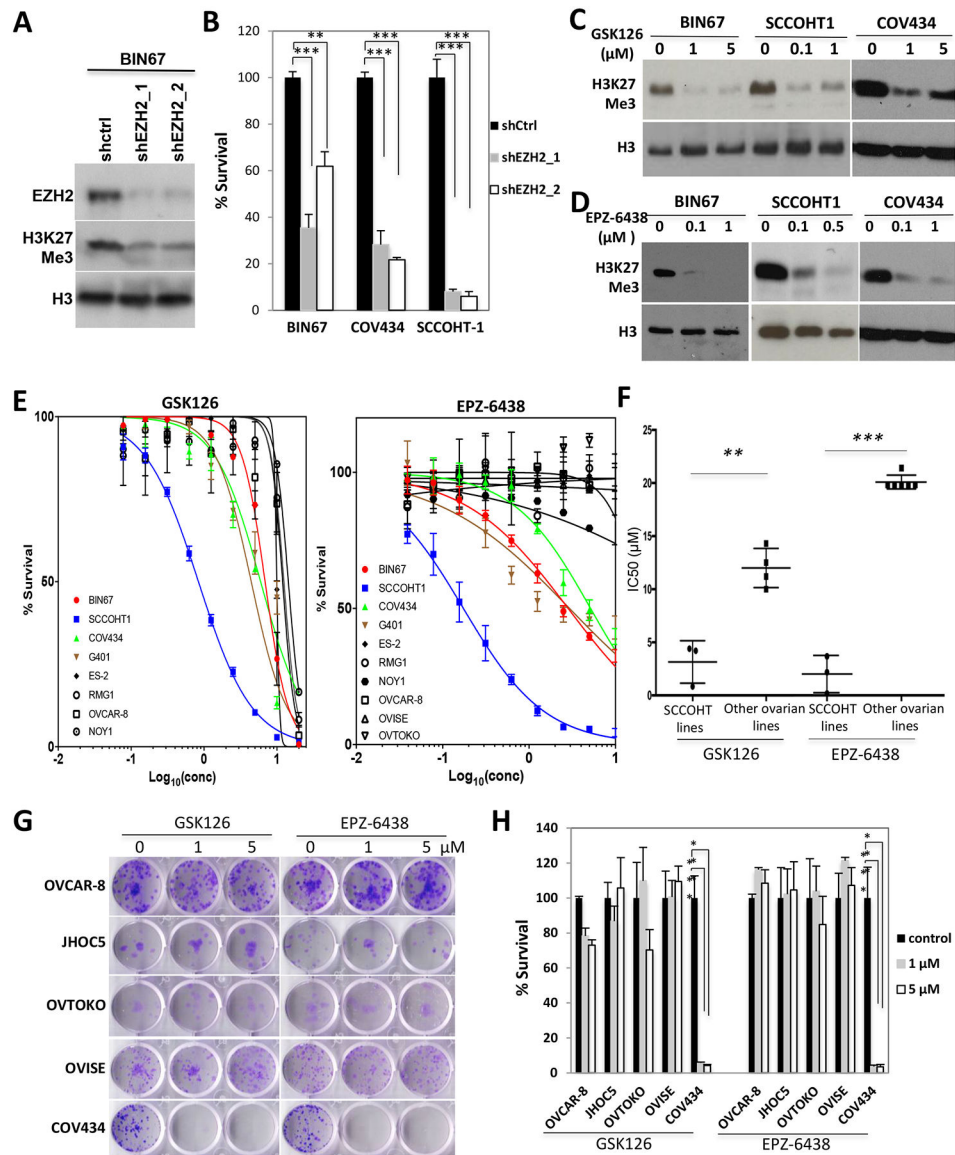 A
BIN67
shctrl
shEZH2_1
shEZH2_2
EZH2
H3K27
Me3
H3
B
% Survival
120
100
80
60
40
20
0
**
***
***
***
***
***
BIN67 COV434 SCCOHT-1
shCtrl
shEZH2_1
shEZH2_2
C
BIN67 SCCOHT1 COV434
GSK126
(μM)
0 1 5 0 0.1 1 0 1 5
H3K27
Me3
H3
D
BIN67 SCCOHT1 COV434
EPZ-6438
(μM )
0 0.1 1 0 0.1 0.5 0 0.1 1
H3K27
Me3
H3
E
GSK126
% Survival
100
50
0
-2 -1 0 1
Log10(conc)
BIN67
SCCOHT1
COV434
G401
ES-2
RMG1
OVCAR-8
NOY1
EPZ-6438
% Survival
100
50
0
-2 -1 0 1
Log10(conc)
BIN67
SCCOHT1
COV434
G401
ES-2
RMG1
NOY1
OVCAR-8
OVISE
OVTOKO
F
IC50 (μM)
25
20
15
10
5
0
**
***
SCCOHT
lines
Other ovarian
lines
SCCOHT
lines
Other ovarian
lines
GSK126 EPZ-6438
G
GSK126 EPZ-6438
0 1 5 0 1 5 μM
OVCAR-8
JHOC5
OVTOKO
OVISE
COV434
H
% Survival
140
120
100
80
60
40
20
0
*
*
*
*
*
*
*
*
control
1 μM
5 μM
OVCAR-8
JHOC5
OVTOKO
OVISE
COV434
OVCAR-8
JHOC5
OVTOKO
OVISE
COV434
GSK126 EPZ-6438